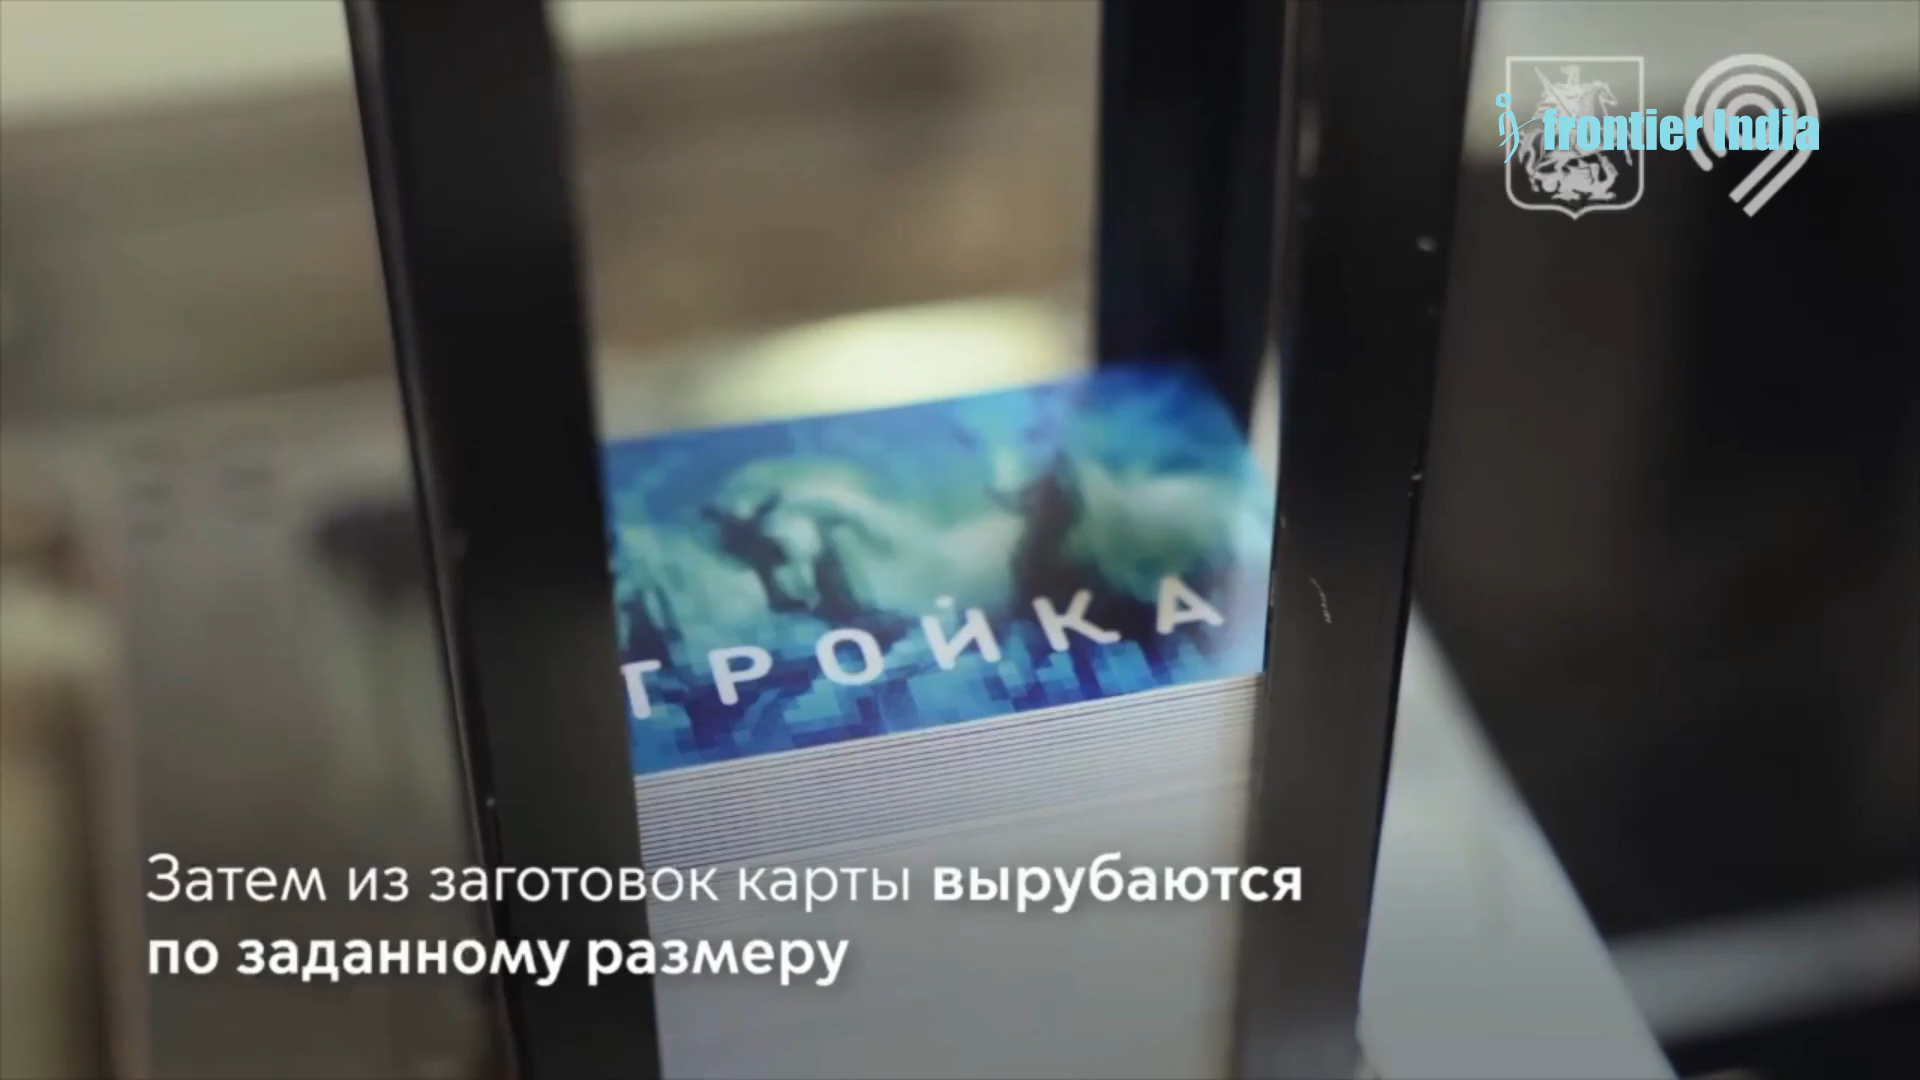 frontier India
ТРОЙКА
Затем из заготовок карты вырубаются
по заданному размеру